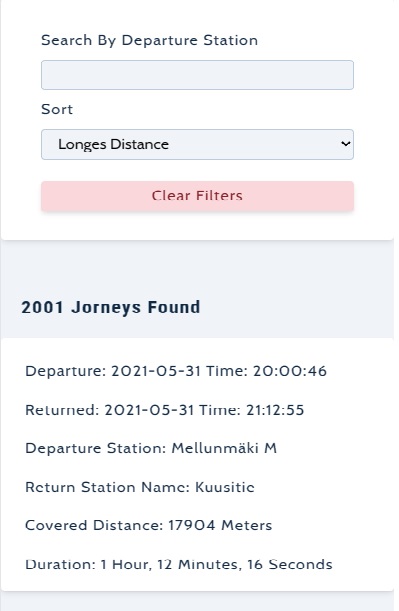 Search By Departure Station
Sort
Longes Distance
Clear Filters
2001 Jorneys Found
Departure: 2021-05-31 Time: 20:00:46
Returned: 2021-05-31 Time: 21:12:55
Departure Station: Mellunmäki M
Return Station Name: Kuusitie
Covered Distance: 17904 Meters
Duration: 1 Hour, 12 Minutes, 16 Seconds